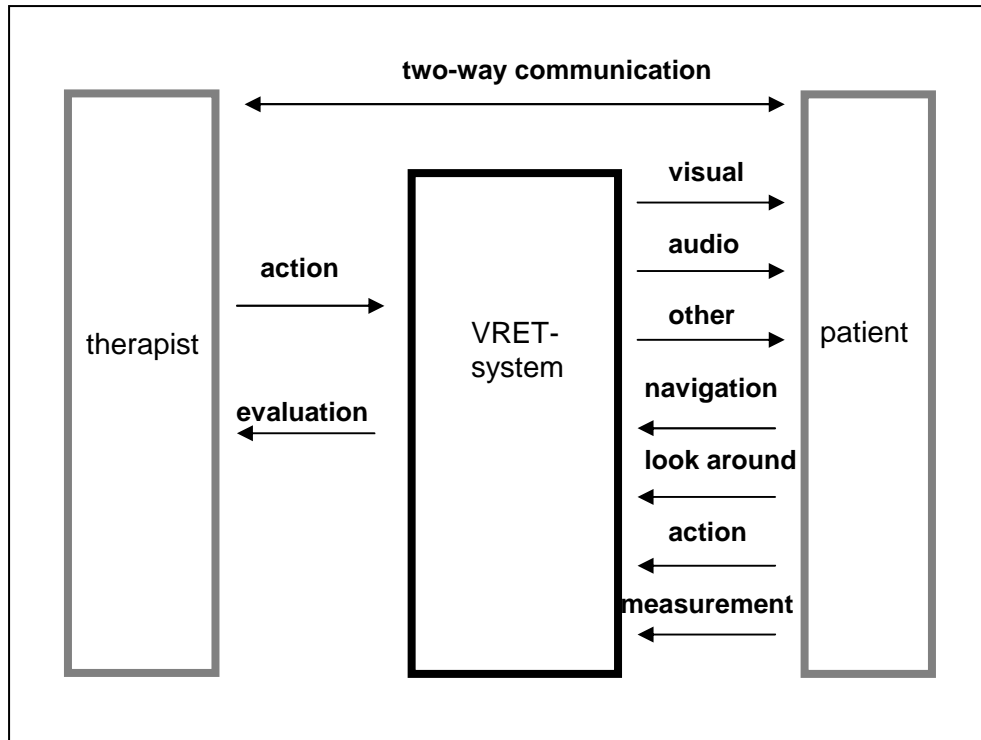 two-way communication
visual
audio
action
other
therapist
VRET-
system
patient
navigation
evaluation
look around
action
measurement